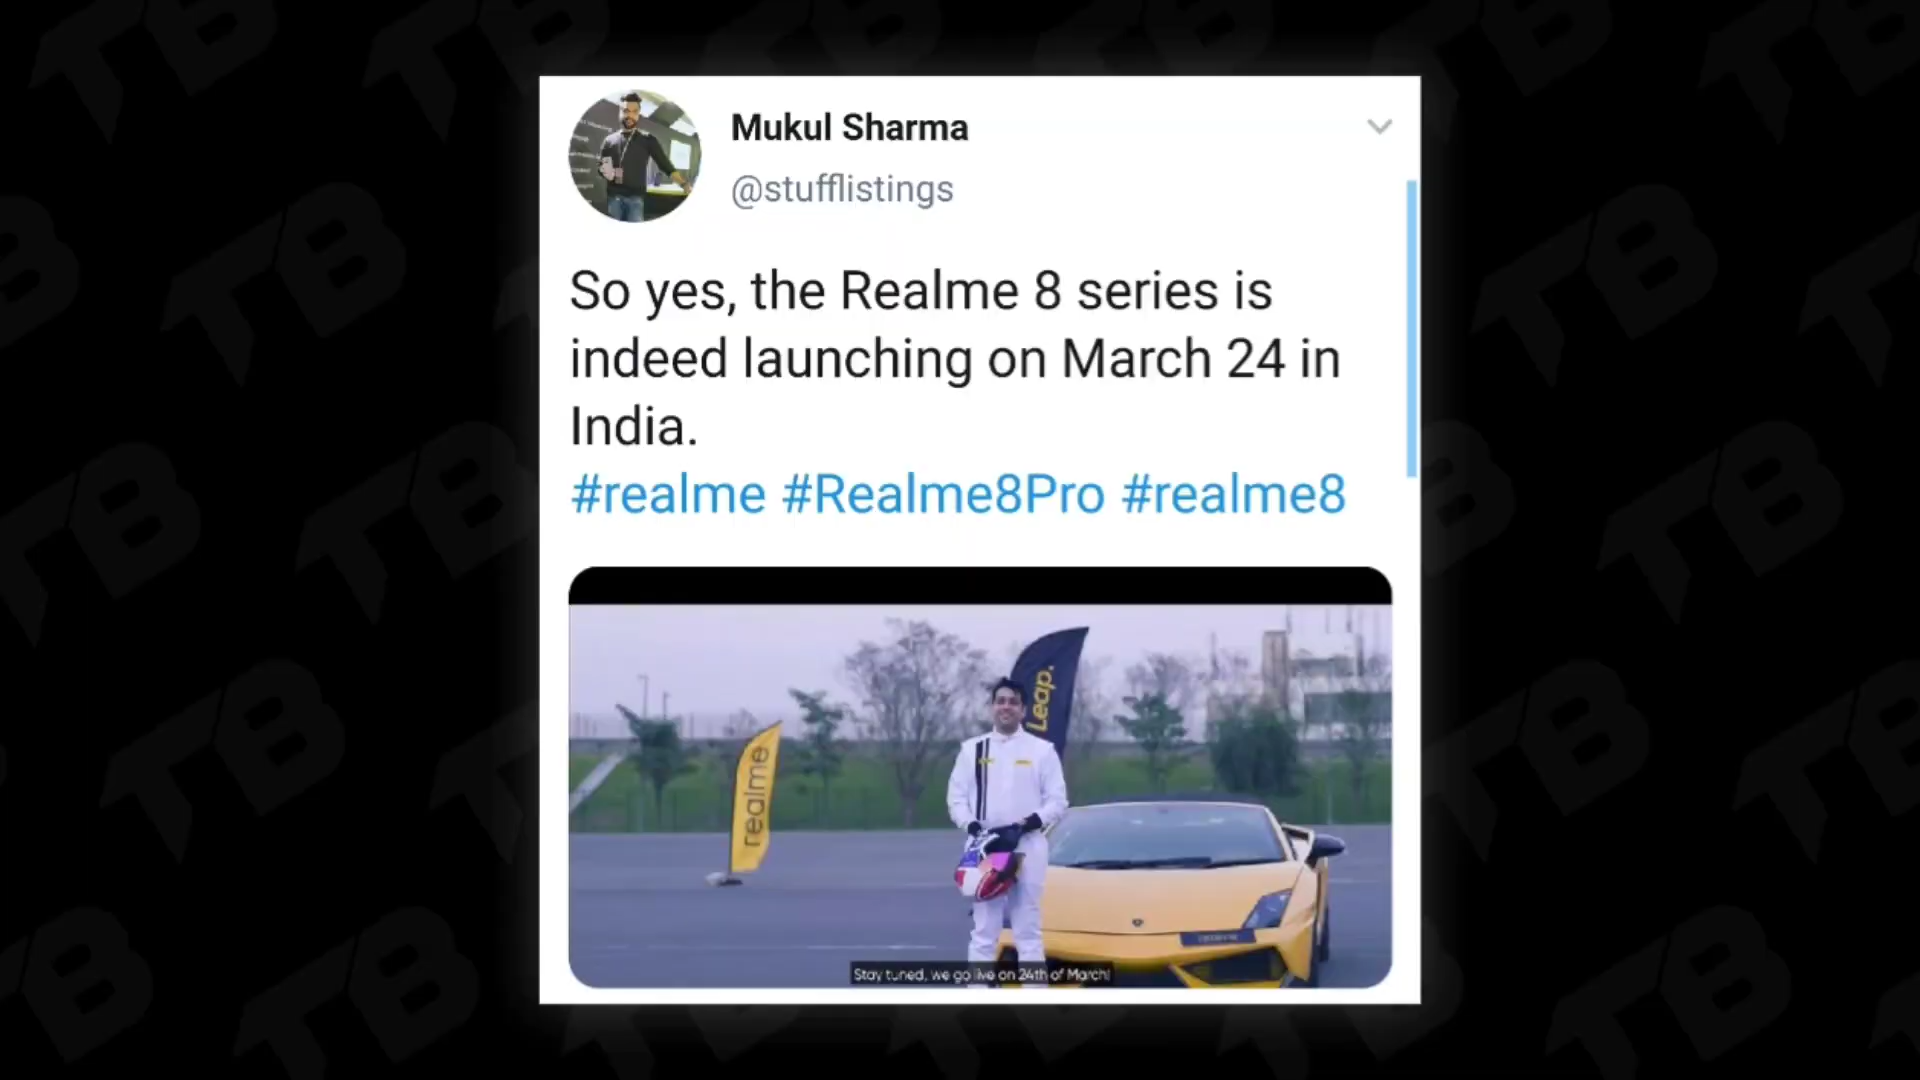 Mukul Sharma
@stufflistings
So yes, the Realme 8 series is
indeed launching on March 24 in
India.
#realme #Realme8Pro #realme8
Leap.
realme
Stay tuned, we go live on 24th of March!